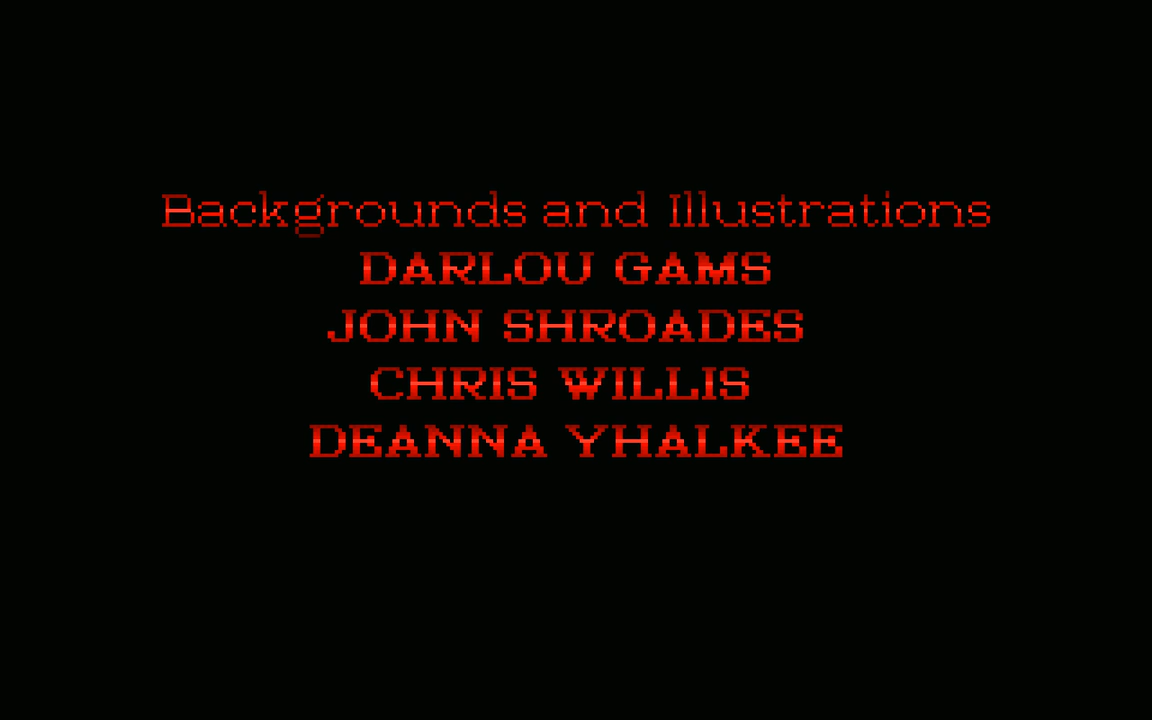 Backgrounds and Illustrations
DARLOU GAMS
JOHN SHROADES
CHRIS WILLIS
DEANNA YHALKEE